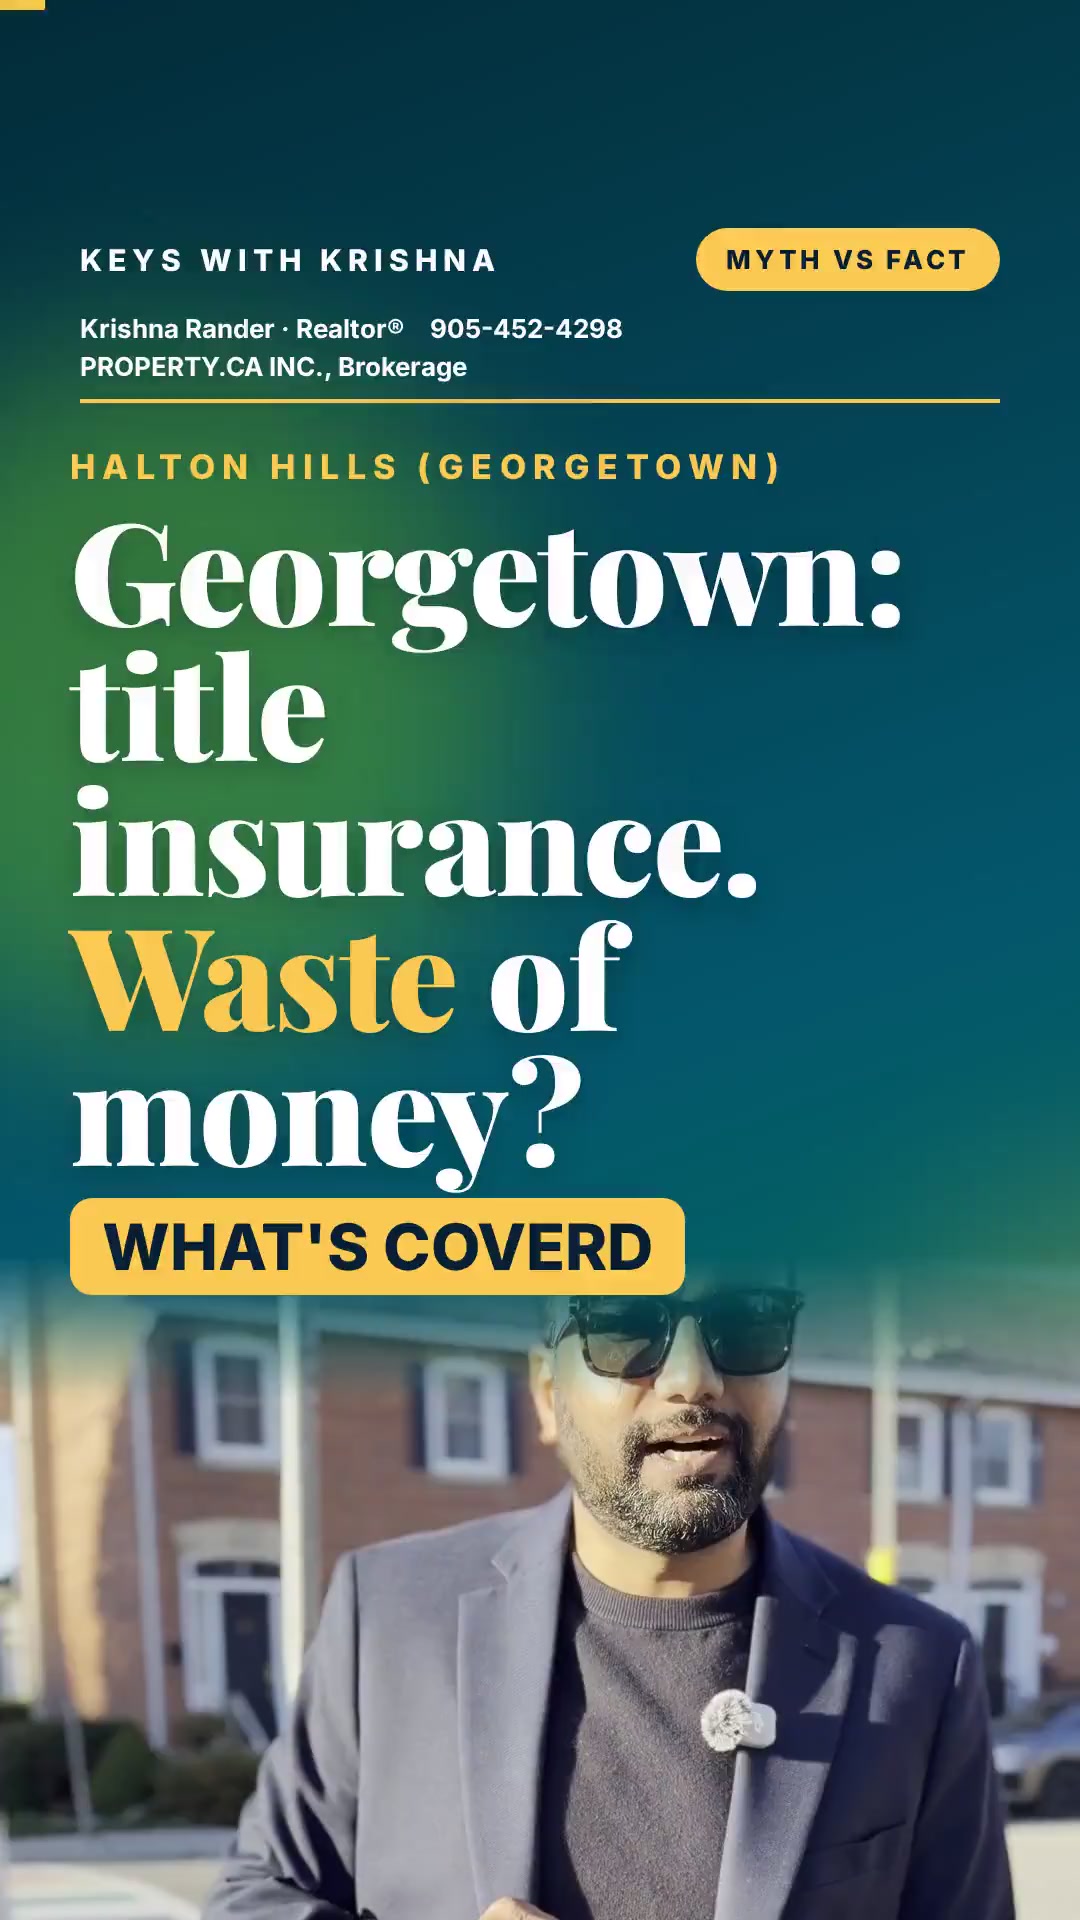 KEYS WITH KRISHNA
MYTH VS FACT
Krishna Rander · Realtor® 905-452-4298
PROPERTY.CA INC., Brokerage
HALTON HILLS (GEORGETOWN)
Georgetown:
title
insurance.
Waste of
money?
WHAT'S COVERD